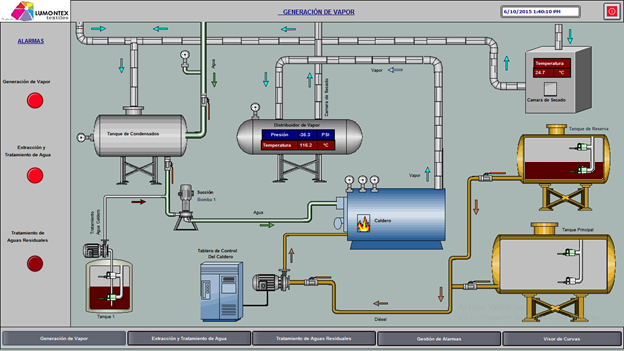 LUMONTEX
textiles
GENERACIÓN DE VAPOR
6/10/2015 1:40:10 PM
ALARMAS
Generación de Vapor
Extracción y
Tratamiento de Agua
Tratamiento de
Aguas Residuales
Agua
Vapor
Camara de Secado
Temperatura
24.7 °C
Camara de Secado
Tanque de Condensados
Distribuidor de Vapor
Presión -36.3 PSI
Temperatura 116.2 °C
Tanque de Reserva
Vapor
Succión
Bomba 1
Agua
Caldero
Tratamiento
Agua Caldero
Tanque Principal
Tablero de Control
Del Caldero
Tanque 1
Diésel
Generación de Vapor
Extracción y Tratamiento de Agua
Tratamiento de Aguas Residuales
Gestión de Alarmas
Visor de Curvas